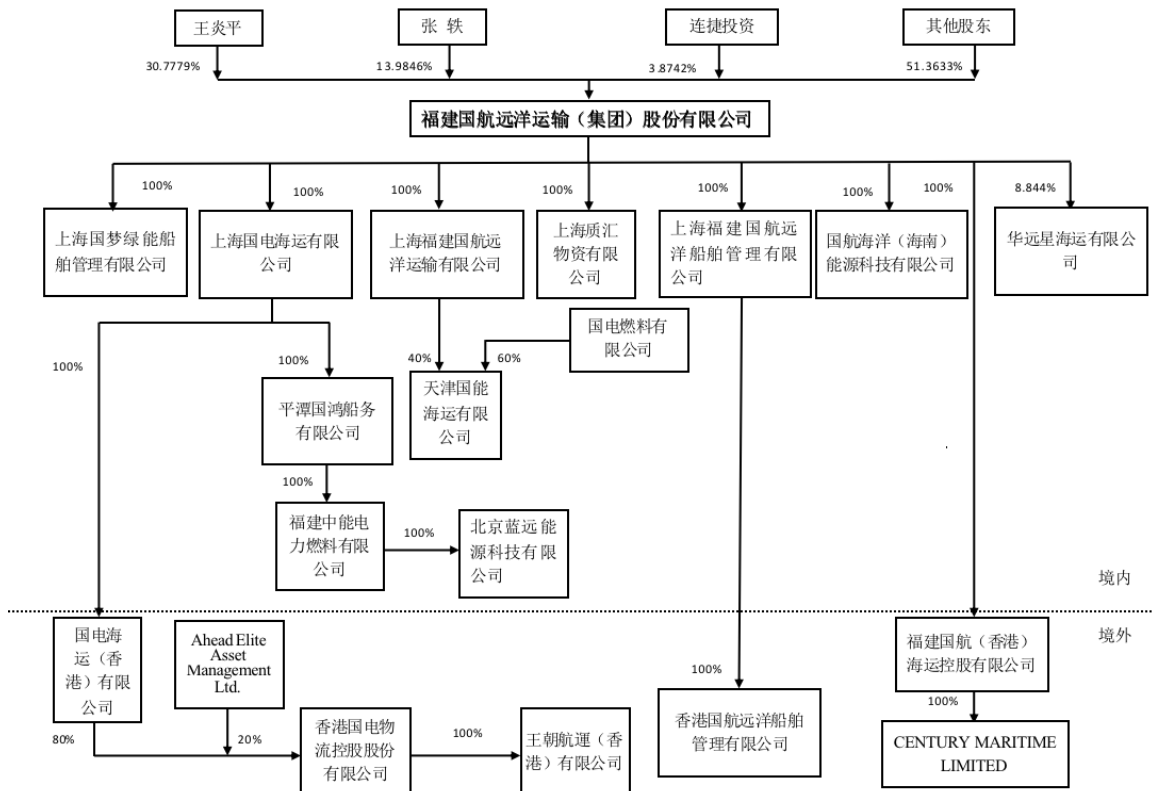 王炎平
张 轶
连捷投资
其他股东
30.7779%
13.9846%
3.8742%
51.3633%
福建国航远洋运输（集团）股份有限公司
100%
100%
100%
100%
100%
100%
100%
8.844%
上海国梦绿能船
舶管理有限公司
上海国电海运有限
公司
上海福建国航远
洋运输有限公司
上海质汇
物资有限
公司
上海福建国航远
洋船舶管理有限
公司
国航海洋（海南）
能源科技有限公司
华远星海运有限公
司
国电燃料有
限公司
100%
100%
40%
60%
平潭国鸿船务
有限公司
天津国能
海运有限
公司
100%
福建中能电
力燃料有限
公司
100%
北京蓝远能
源科技有限
公司
境内
境外
国电海
运（香
港）有限
公司
Ahead Elite
Asset
Management
Ltd.
福建国航（香港）
海运控股有限公司
100%
100%
80%
20%
香港国电物
流控股股份
有限公司
100%
王朝航運（香
港）有限公司
香港国航远洋船舶
管理有限公司
CENTURY MARITIME
LIMITED